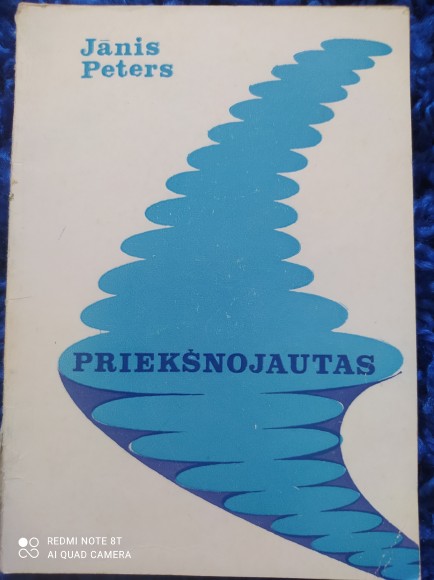 Jānis
Peters
PRIEKŠNOJAUTAS
REDMI NOTE 8T
AI QUAD CAMERA